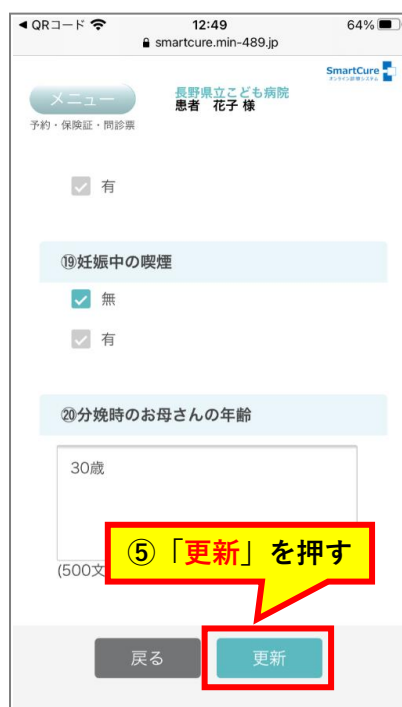 ◀ QRコード 12:49 64%
smartcure.min-489.jp
SmartCure
メニュー
長野県立こども病院
患者 花子 様
予約・保険証・問診票
有
⑲妊娠中の喫煙
無
有
⑳分娩時のお母さんの年齢
30歳
⑤「更新」を押す
(500文
戻る
更新